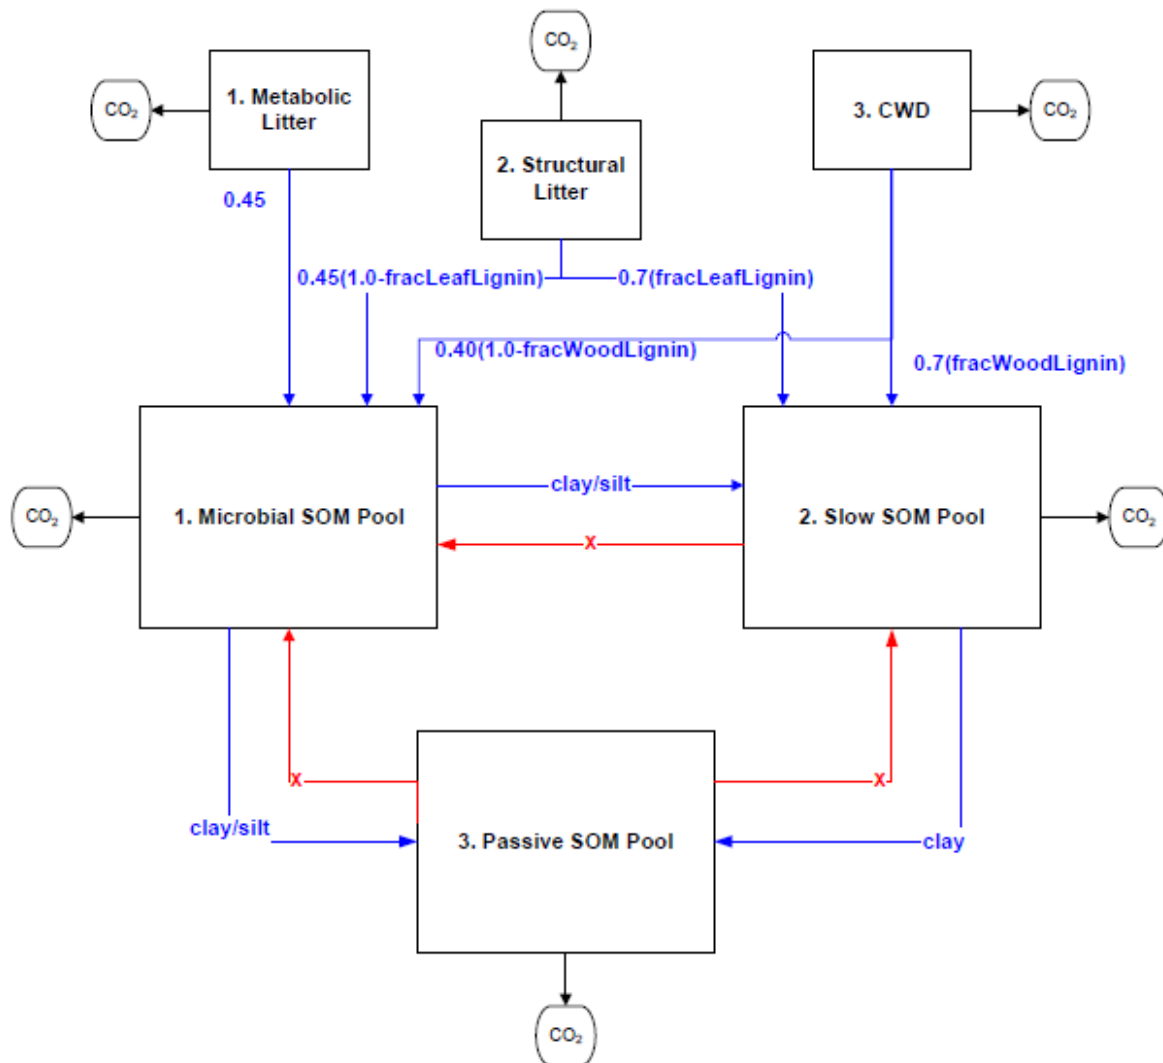 CO₂
1. Metabolic
Litter
CO₂
2. Structural
Litter
3. CWD
CO₂
0.45
0.45(1.0-fracLeafLignin)
0.7(fracLeafLignin)
0.40(1.0-fracWoodLignin)
0.7(fracWoodLignin)
CO₂
1. Microbial SOM Pool
clay/silt
X
2. Slow SOM Pool
CO₂
X
X
clay/silt
3. Passive SOM Pool
clay
CO₂